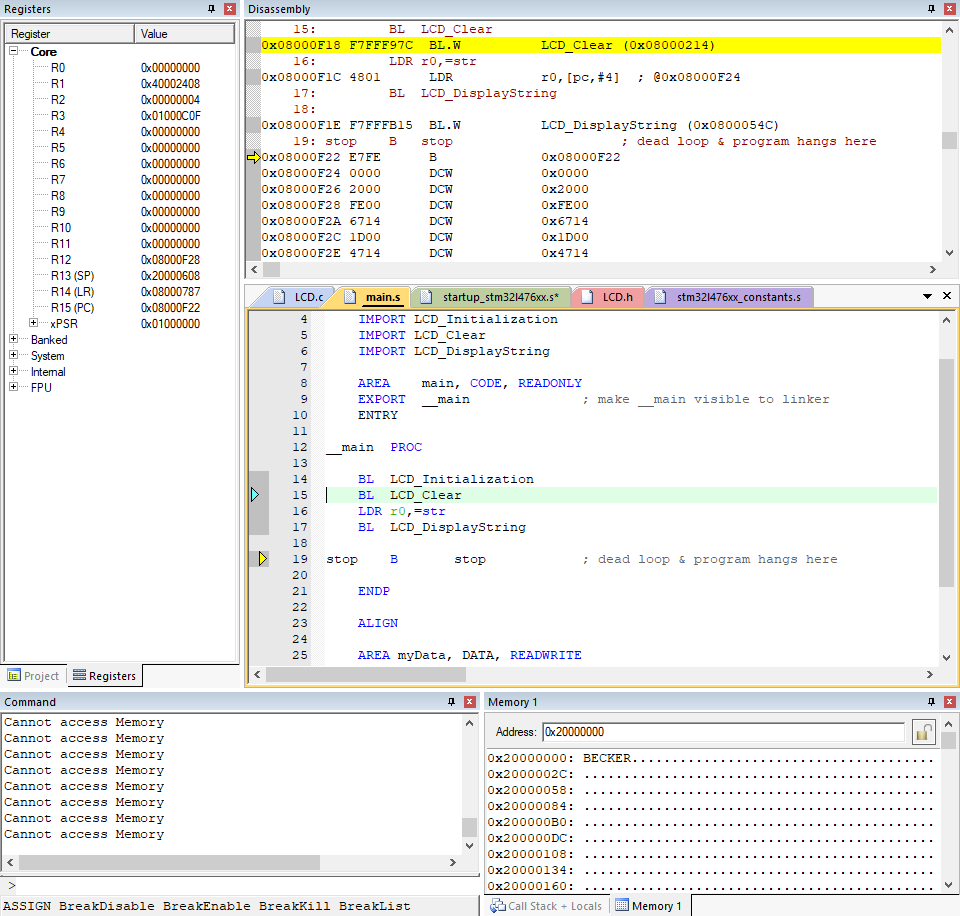 Registers
Register Value
Core
R0 0x00000000
R1 0x40002408
R2 0x00000004
R3 0x01000C0F
R4 0x00000000
R5 0x00000000
R6 0x00000000
R7 0x00000000
R8 0x00000000
R9 0x00000000
R10 0x00000000
R11 0x00000000
R12 0x08000F28
R13 (SP) 0x20000608
R14 (LR) 0x08000787
R15 (PC) 0x08000F22
xPSR 0x01000000
Banked
System
Internal
FPU
Project Registers
Disassembly
15: BL LCD_Clear
0x08000F18 F7FFF97C BL.W LCD_Clear (0x08000214)
16: LDR r0,=str
0x08000F1C 4801 LDR r0,[pc,#4] ; @0x08000F24
17: BL LCD_DisplayString
18:
0x08000F1E F7FFFB15 BL.W LCD_DisplayString (0x0800054C)
19: stop B stop ; dead loop & program hangs here
0x08000F22 E7FE B 0x08000F22
0x08000F24 0000 DCW 0x0000
0x08000F26 2000 DCW 0x2000
0x08000F28 FE00 DCW 0xFE00
0x08000F2A 6714 DCW 0x6714
0x08000F2C 1D00 DCW 0x1D00
0x08000F2E 4714 DCW 0x4714
LCD.c main.s startup_stm32l476xx.s* LCD.h stm32l476xx_constants.s
4 IMPORT LCD_Initialization
5 IMPORT LCD_Clear
6 IMPORT LCD_DisplayString
7
8 AREA main, CODE, READONLY
9 EXPORT __main ; make __main visible to linker
10 ENTRY
11
12 __main PROC
13
14 BL LCD_Initialization
15 BL LCD_Clear
16 LDR r0,=str
17 BL LCD_DisplayString
18
19 stop B stop ; dead loop & program hangs here
20
21 ENDP
22
23 ALIGN
24
25 AREA myData, DATA, READWRITE
Command
Cannot access Memory
Cannot access Memory
Cannot access Memory
Cannot access Memory
Cannot access Memory
Cannot access Memory
Cannot access Memory
Cannot access Memory
>
ASSIGN BreakDisable BreakEnable BreakKill BreakList
Memory 1
Address: 0x20000000
0x20000000: BECKER......................................
0x2000002C: ............................................
0x20000058: ............................................
0x20000084: ............................................
0x200000B0: ............................................
0x200000DC: ............................................
0x20000108: ............................................
0x20000134: ............................................
0x20000160: ............................................
Call Stack + Locals Memory 1